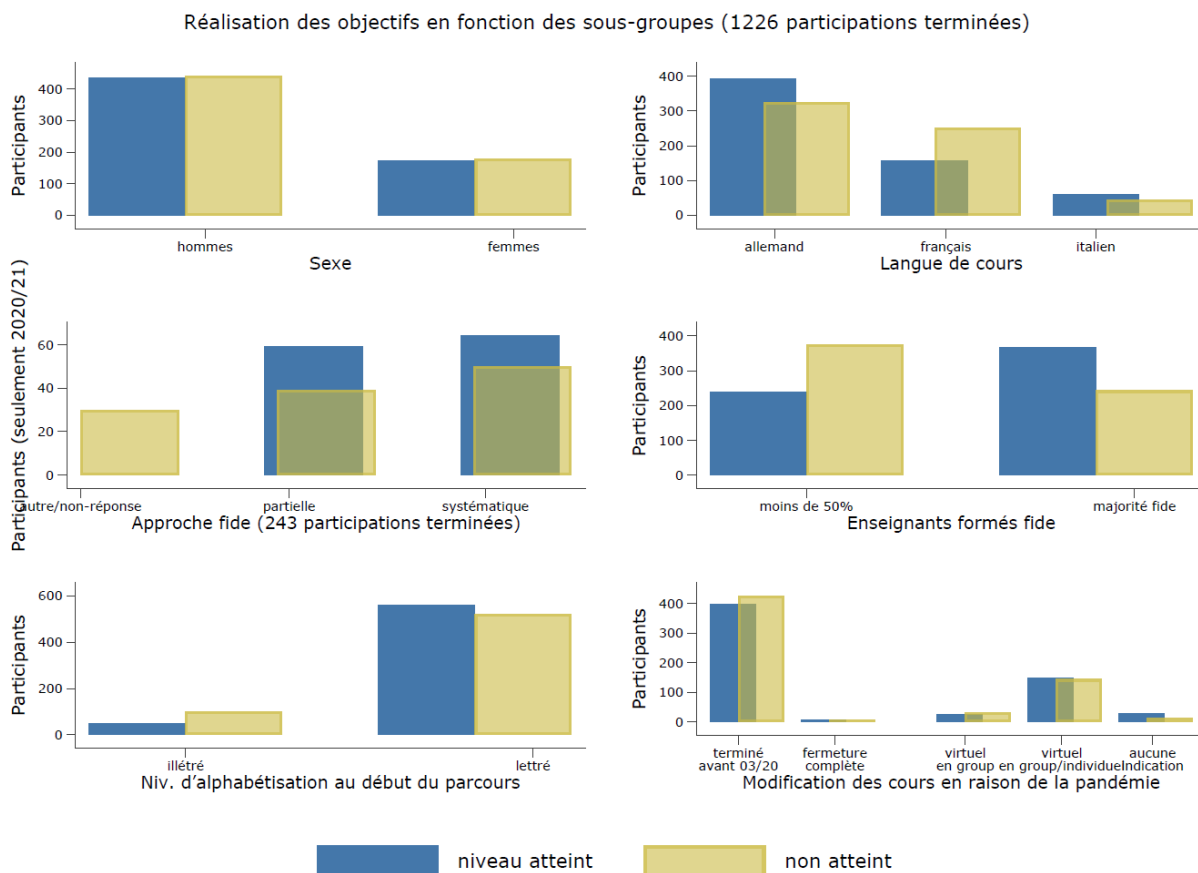 Réalisation des objectifs en fonction des sous-groupes (1226 participations terminées)
Participants
400
300
200
100
0
hommes
femmes
Sexe
Participants
400
300
200
100
0
allemand
français
italien
Langue de cours
Participants (seulement 2020/21)
60
40
20
0
autre/non-réponse
partielle
systématique
Approche fide (243 participations terminées)
Participants
400
300
200
100
0
moins de 50%
majorité fide
Enseignants formés fide
Participants
600
400
200
0
illétré
lettré
Niv. d'alphabétisation au début du parcours
Participants
400
300
200
100
0
terminé
avant 03/20
fermeture
complète
virtuel
en group
virtuel
en group/individuel
aucune
Indication
Modification des cours en raison de la pandémie
niveau atteint
non atteint